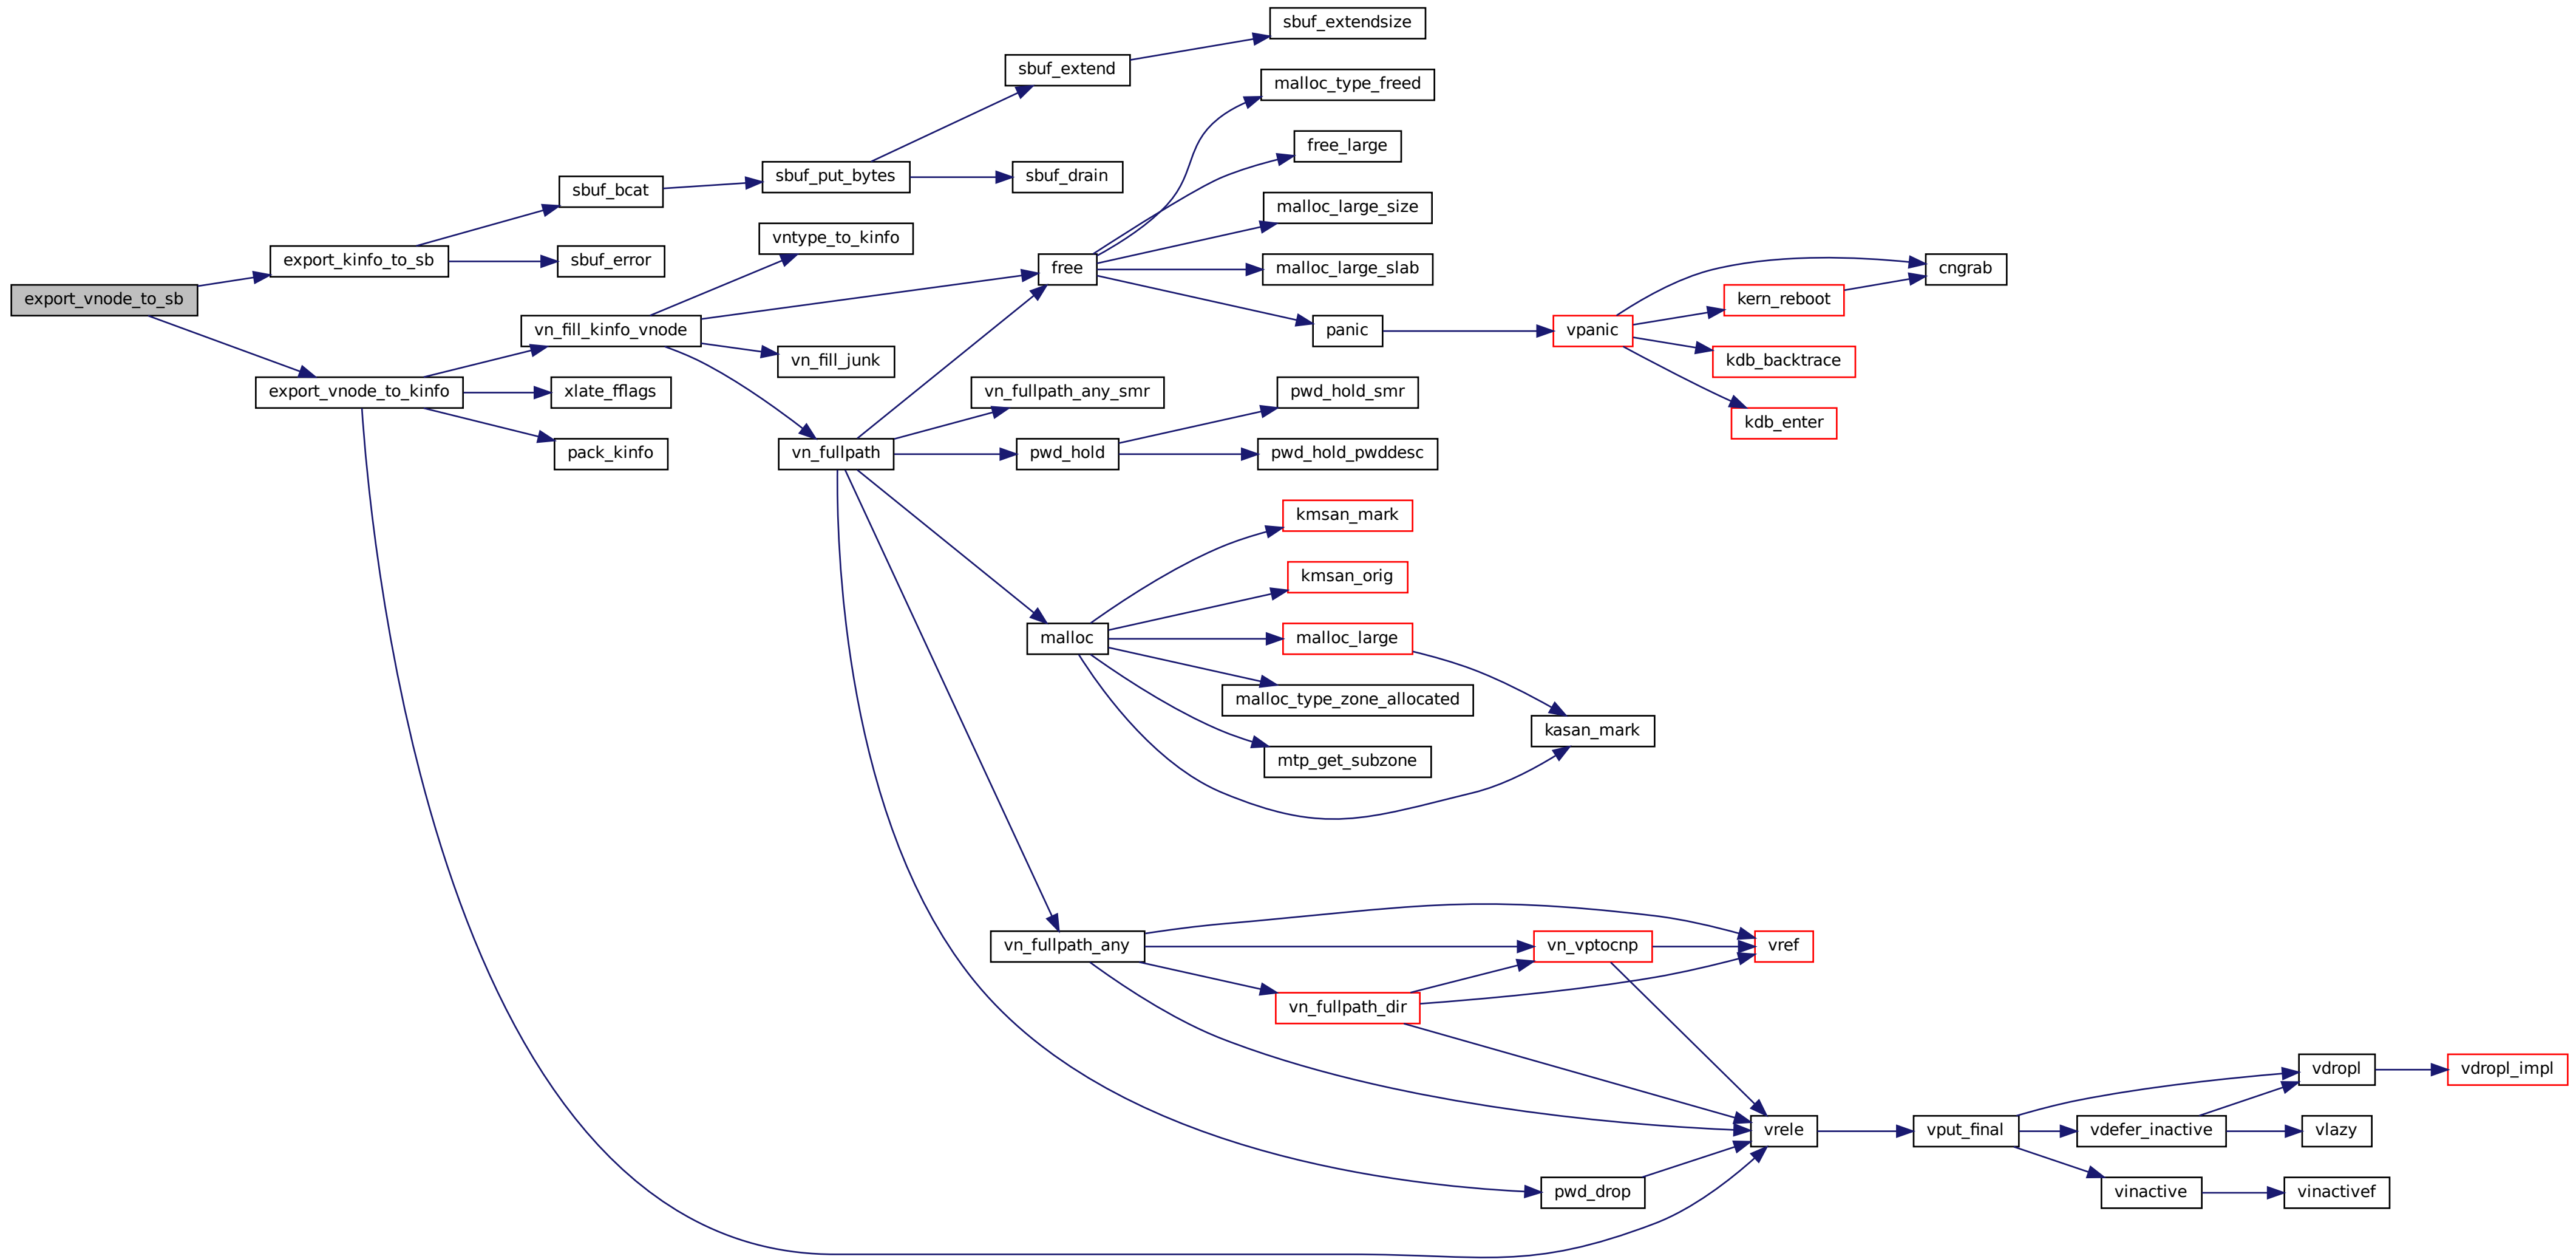 sbuf_extendsize
sbuf_extend
malloc_type_freed
free_large
sbuf_put_bytes
sbuf_drain
sbuf_bcat
malloc_large_size
vntype_to_kinfo
export_kinfo_to_sb
sbuf_error
free
malloc_large_slab
cngrab
export_vnode_to_sb
kern_reboot
vn_fill_kinfo_vnode
panic
vpanic
vn_fill_junk
kdb_backtrace
export_vnode_to_kinfo
xlate_fflags
vn_fullpath_any_smr
pwd_hold_smr
kdb_enter
pack_kinfo
vn_fullpath
pwd_hold
pwd_hold_pwddesc
kmsan_mark
kmsan_orig
malloc
malloc_large
malloc_type_zone_allocated
kasan_mark
mtp_get_subzone
vn_fullpath_any
vn_vptocnp
vref
vn_fullpath_dir
vdropl
vdropl_impl
vrele
vput_final
vdefer_inactive
vlazy
pwd_drop
vinactive
vinactivef